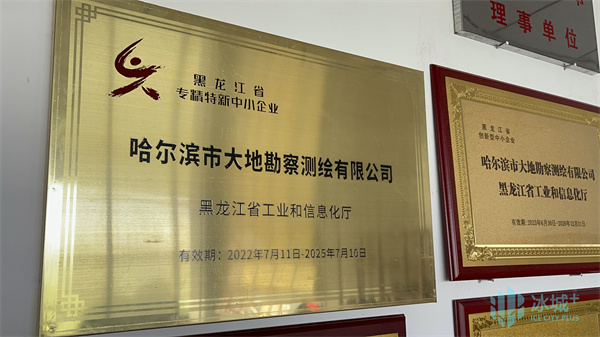 黑龙江省
专精特新中小企业
哈尔滨市大地勘察测绘有限公司
黑龙江省工业和信息化厅
有效期：2022年7月11日-2025年7月10日
理事单位
黑龙江省
创新型中小企业
哈尔滨市大地勘察测绘有限公司
黑龙江省工业和信息化厅
冰城+
ICE CITY PLUS